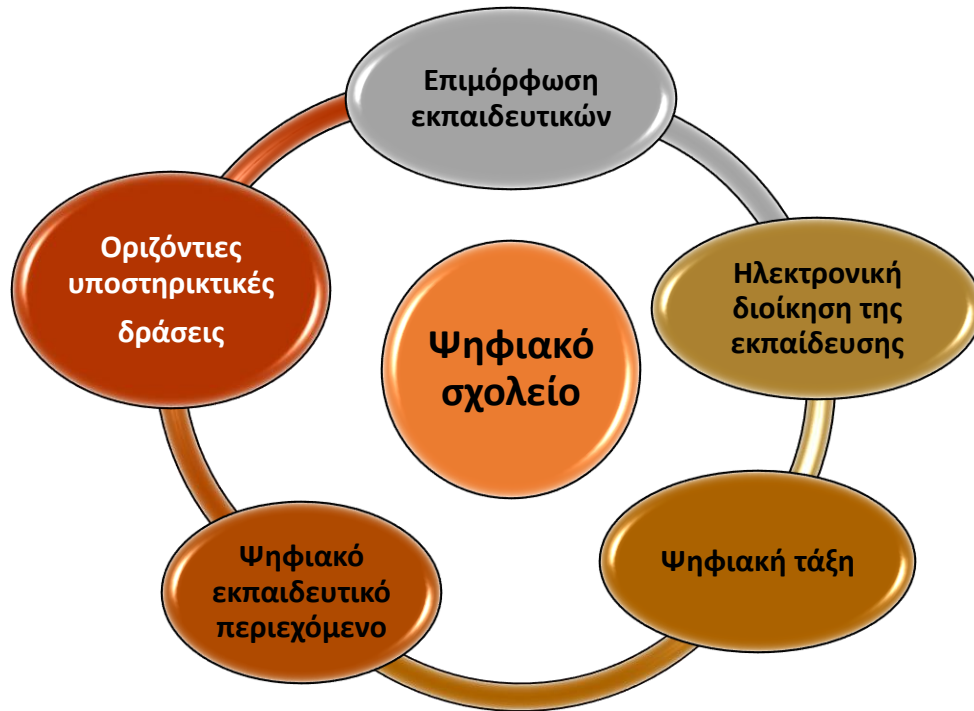 Επιμόρφωση
εκπαιδευτικών
Ηλεκτρονική
διοίκηση της
εκπαίδευσης
Ψηφιακή τάξη
Ψηφιακό
εκπαιδευτικό
περιεχόμενο
Οριζόντιες
υποστηρικτικές
δράσεις
Ψηφιακό
σχολείο